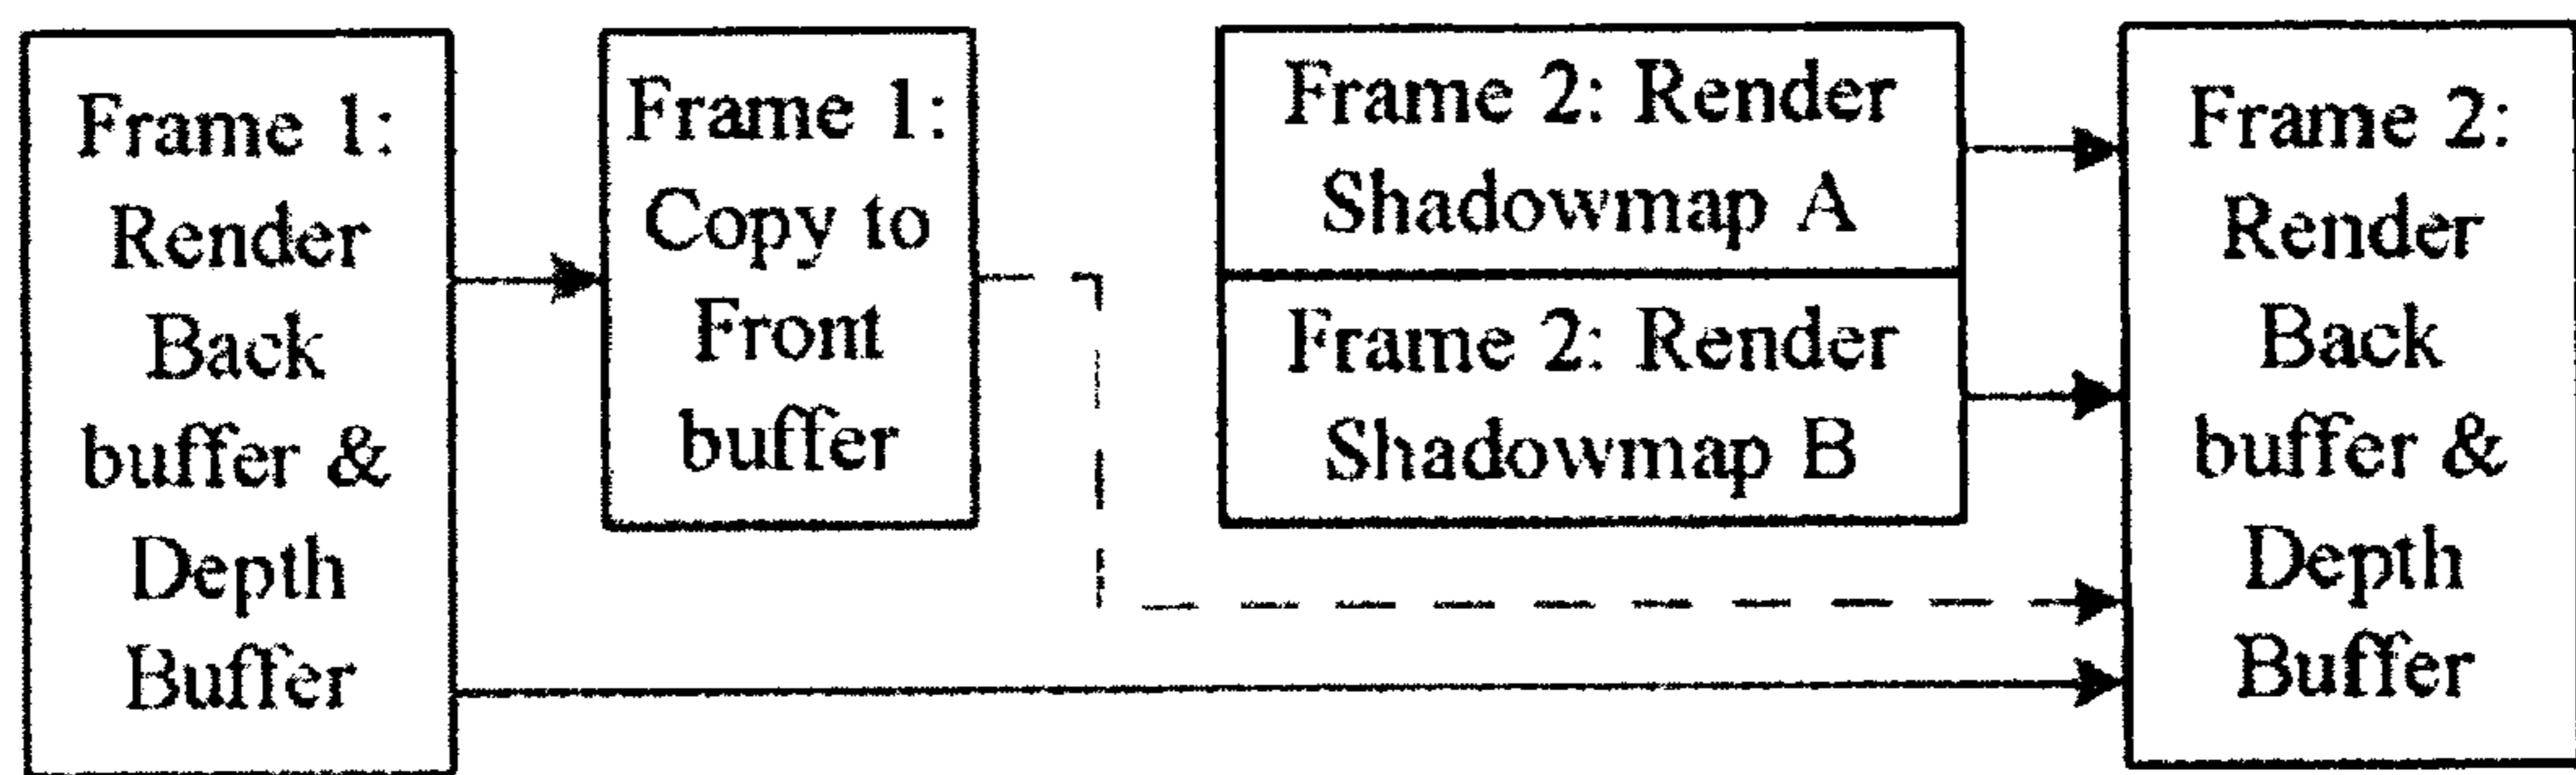 Frame 1:
Render
Back
buffer &
Depth
Buffer
Frame 1:
Copy to
Front
buffer
Frame 2: Render
Shadowmap A
Frame 2: Render
Shadowmap B
Frame 2:
Render
Back
buffer &
Depth
Buffer